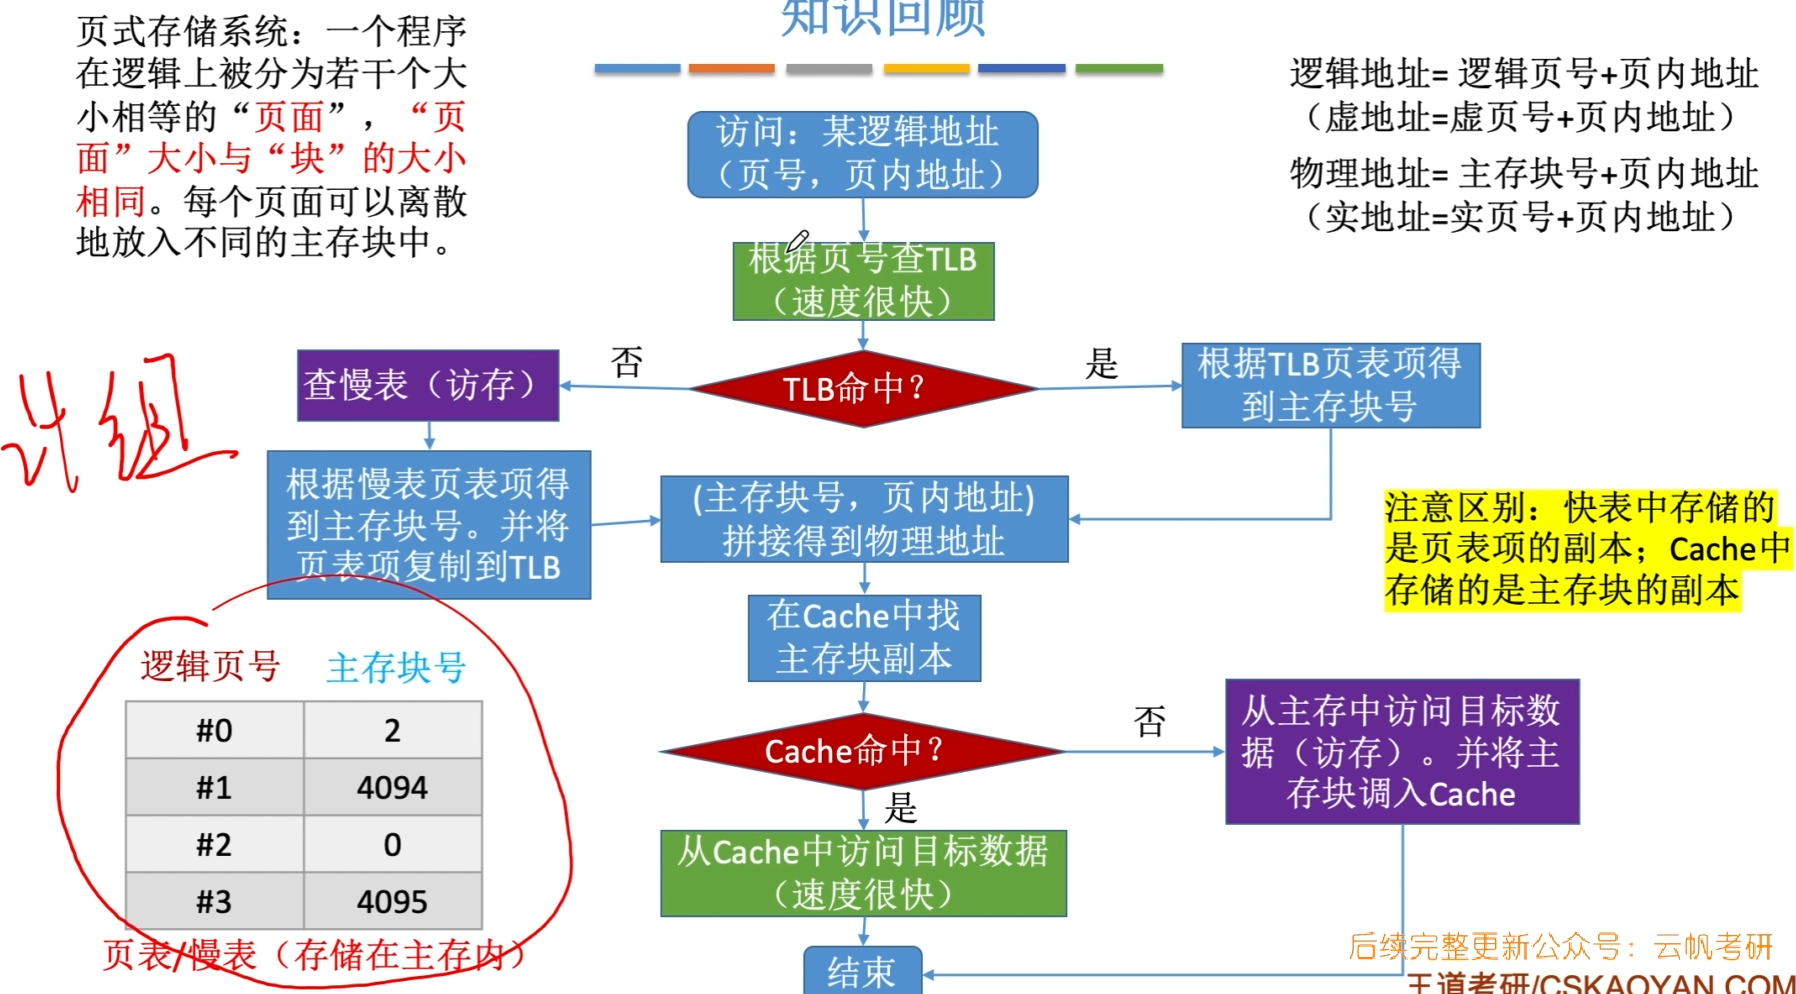 知识回顾
页式存储系统：一个程序
在逻辑上被分为若干个大
小相等的“页面”，“页
面”大小与“块”的大小
相同。每个页面可以离散
地放入不同的主存块中。
逻辑地址= 逻辑页号+页内地址
（虚地址=虚页号+页内地址）
物理地址= 主存块号+页内地址
（实地址=实页号+页内地址）
访问：某逻辑地址
（页号，页内地址）
根据页号查TLB
（速度很快）
TLB命中？
否
是
查慢表（访存）
根据TLB页表项得
到主存块号
计组
根据慢表页表项得
到主存块号。并将
页表项复制到TLB
(主存块号，页内地址)
拼接得到物理地址
注意区别：快表中存储的
是页表项的副本；Cache中
存储的是主存块的副本
在Cache中找
主存块副本
逻辑页号 主存块号
#0 2
#1 4094
#2 0
#3 4095
页表/慢表（存储在主存内）
Cache命中？
否
是
从主存中访问目标数
据（访存）。并将主
存块调入Cache
从Cache中访问目标数据
（速度很快）
结束
后续完整更新公众号：云帆考研
王道考研/CSKAOYAN.COM